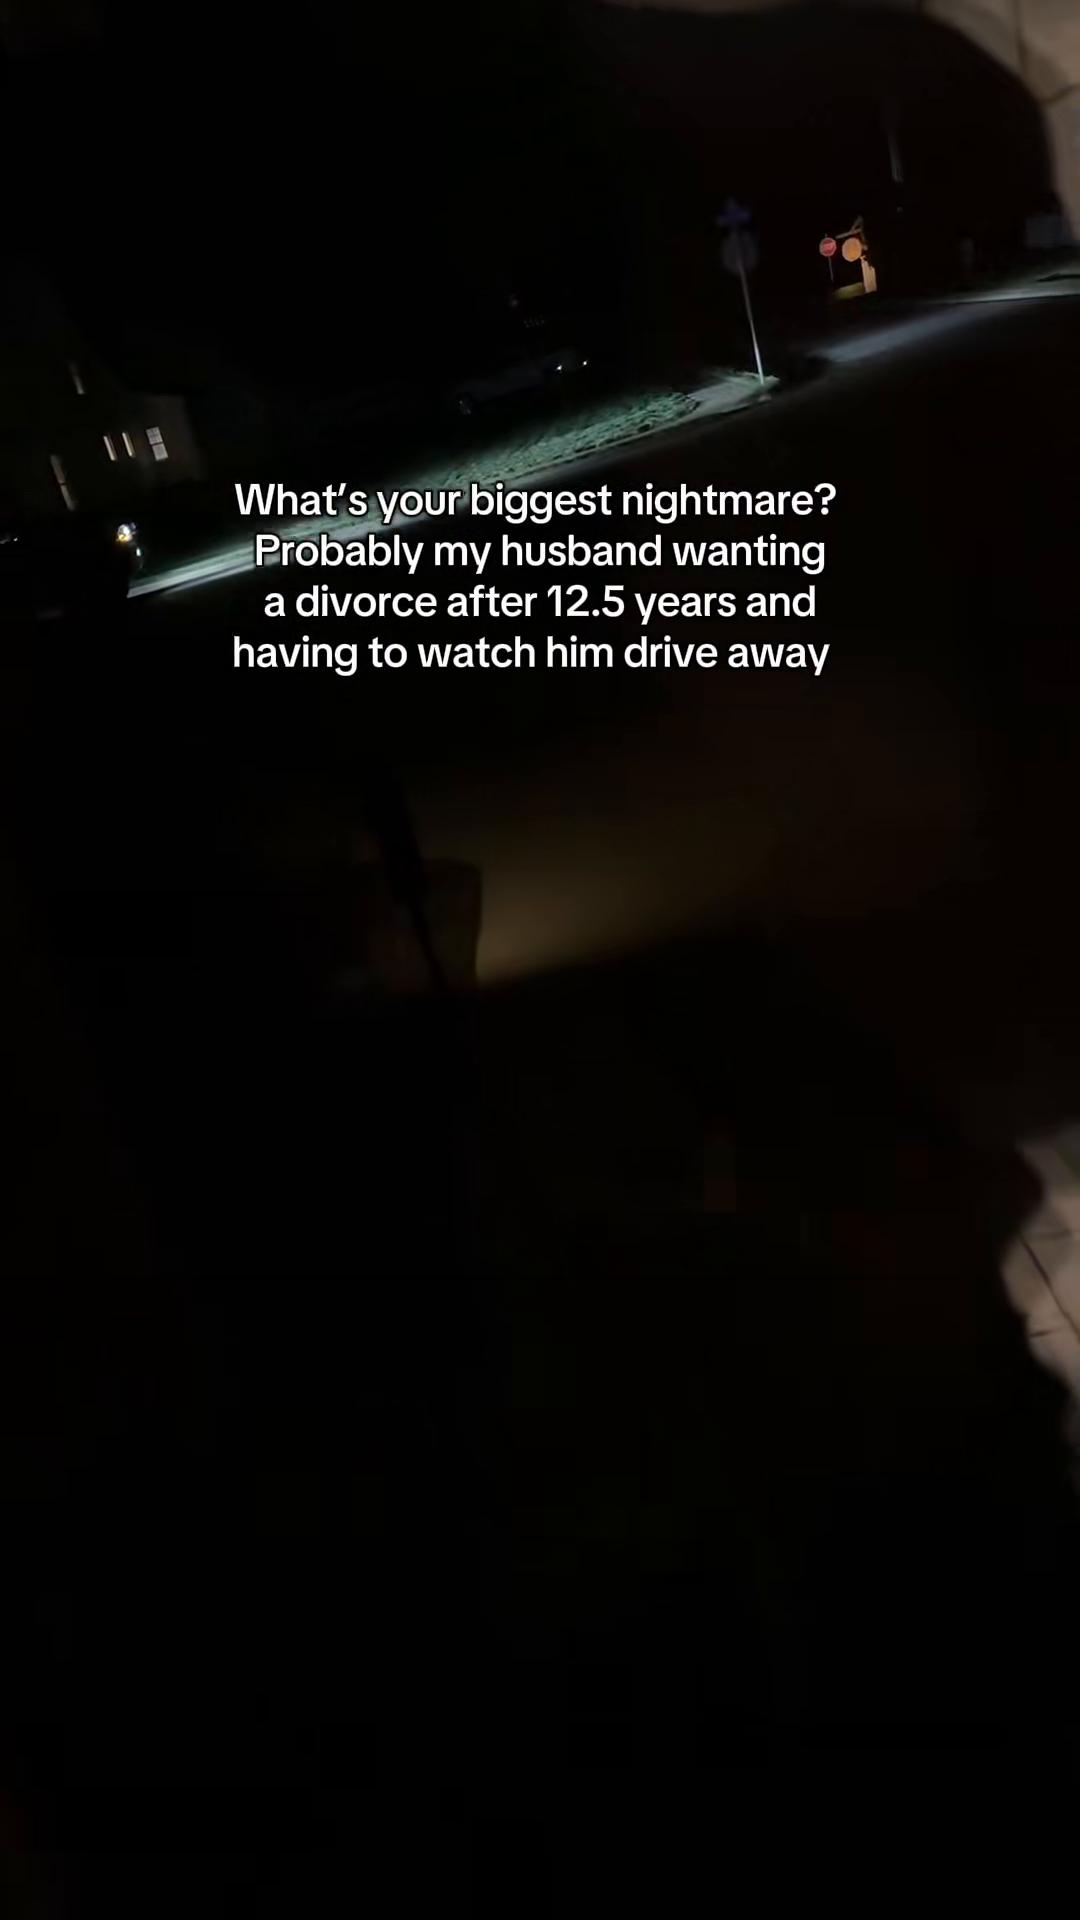 What's your biggest nightmare?
Probably my husband wanting
a divorce after 12.5 years and
having to watch him drive away